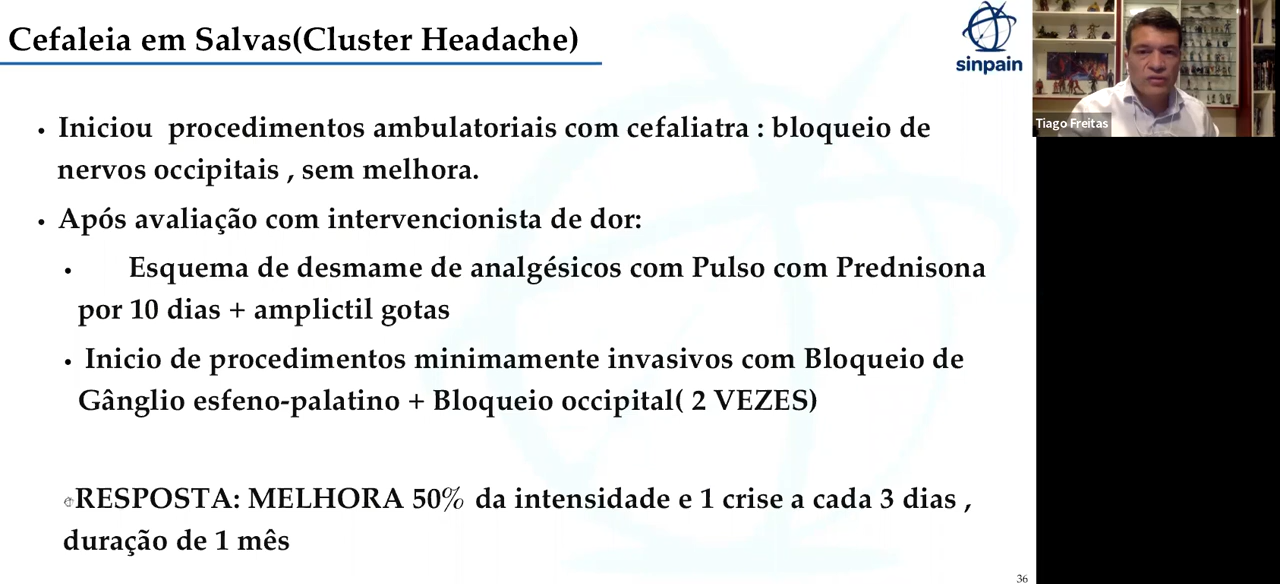 Cefaleia em Salvas(Cluster Headache)
sinpain
Tiago Freitas
• Iniciou procedimentos ambulatoriais com cefaliatra : bloqueio de
nervos occipitais , sem melhora.
• Após avaliação com intervencionista de dor:
• Esquema de desmame de analgésicos com Pulso com Prednisona
por 10 dias + amplictil gotas
• Inicio de procedimentos minimamente invasivos com Bloqueio de
Gânglio esfeno-palatino + Bloqueio occipital( 2 VEZES)
RESPOSTA: MELHORA 50% da intensidade e 1 crise a cada 3 dias ,
duração de 1 mês
36